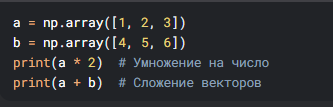 a = np.array([1, 2, 3])
b = np.array([4, 5, 6])
print(a * 2)  # Умножение на число
print(a + b)  # Сложение векторов